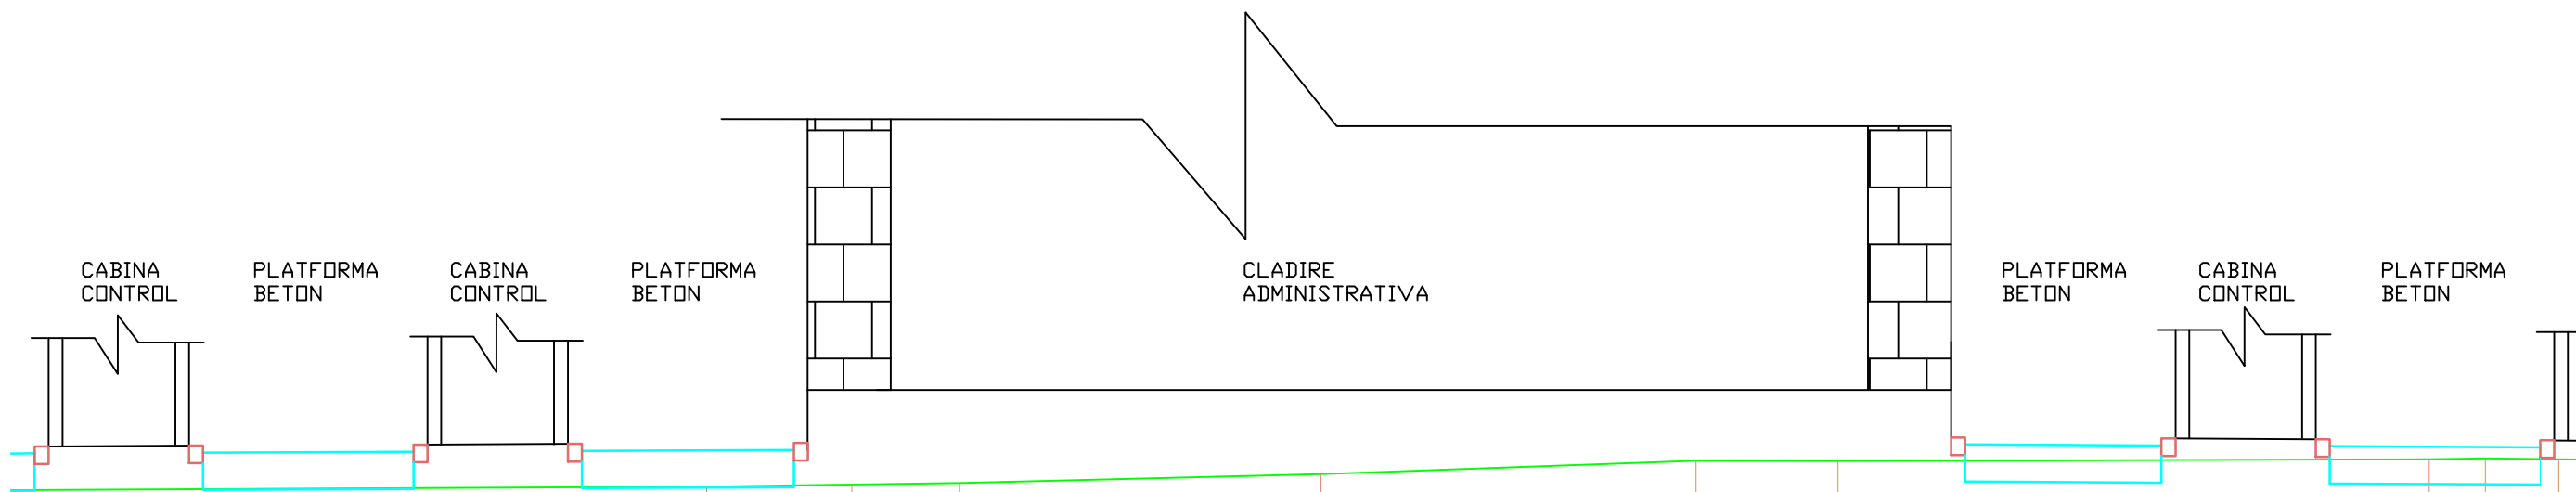 CABINA
CONTROL
PLATFORMA
BETON
CABINA
CONTROL
PLATFORMA
BETON
CLADIRE
ADMINISTRATIVA
PLATFORMA
BETON
CABINA
CONTROL
PLATFORMA
BETON